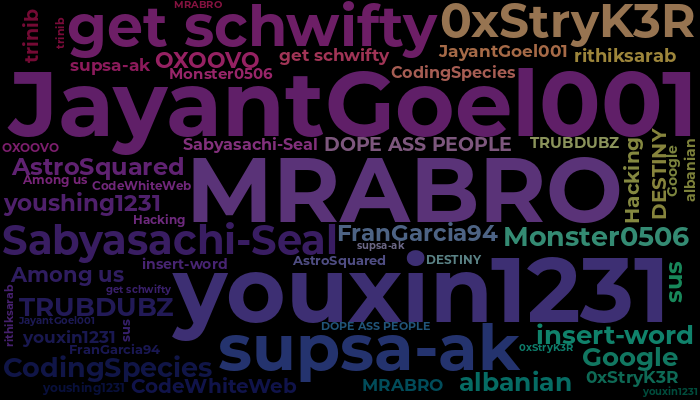 MRABRO
get schwifty
0xStryK3R
trinib
trinib
supsa-ak
OXOOVO
get schwifty
JayantGoel001
rithiksarab
Monster0506
CodingSpecies
JayantGoel001
OXOOVO
Sabyasachi-Seal
DOPE ASS PEOPLE
TRUBDUBZ
Hacking
DESTINY
Google
albanian
AstroSquared
Among us
CodeWhiteWeb
MRABRO
youshing1231
Hacking
Sabyasachi-Seal
FranGarcia94
supsa-ak
Monster0506
insert-word
AstroSquared
DESTINY
Among us
get schwifty
youxin1231
sus
rithiksarab
TRUBDUBZ
JayantGoel001
sus
youxin1231
FranGarcia94
DOPE ASS PEOPLE
supsa-ak
insert-word
0xStryK3R
Google
CodingSpecies
youshing1231
CodeWhiteWeb
MRABRO
albanian
0xStryK3R
youxin1231